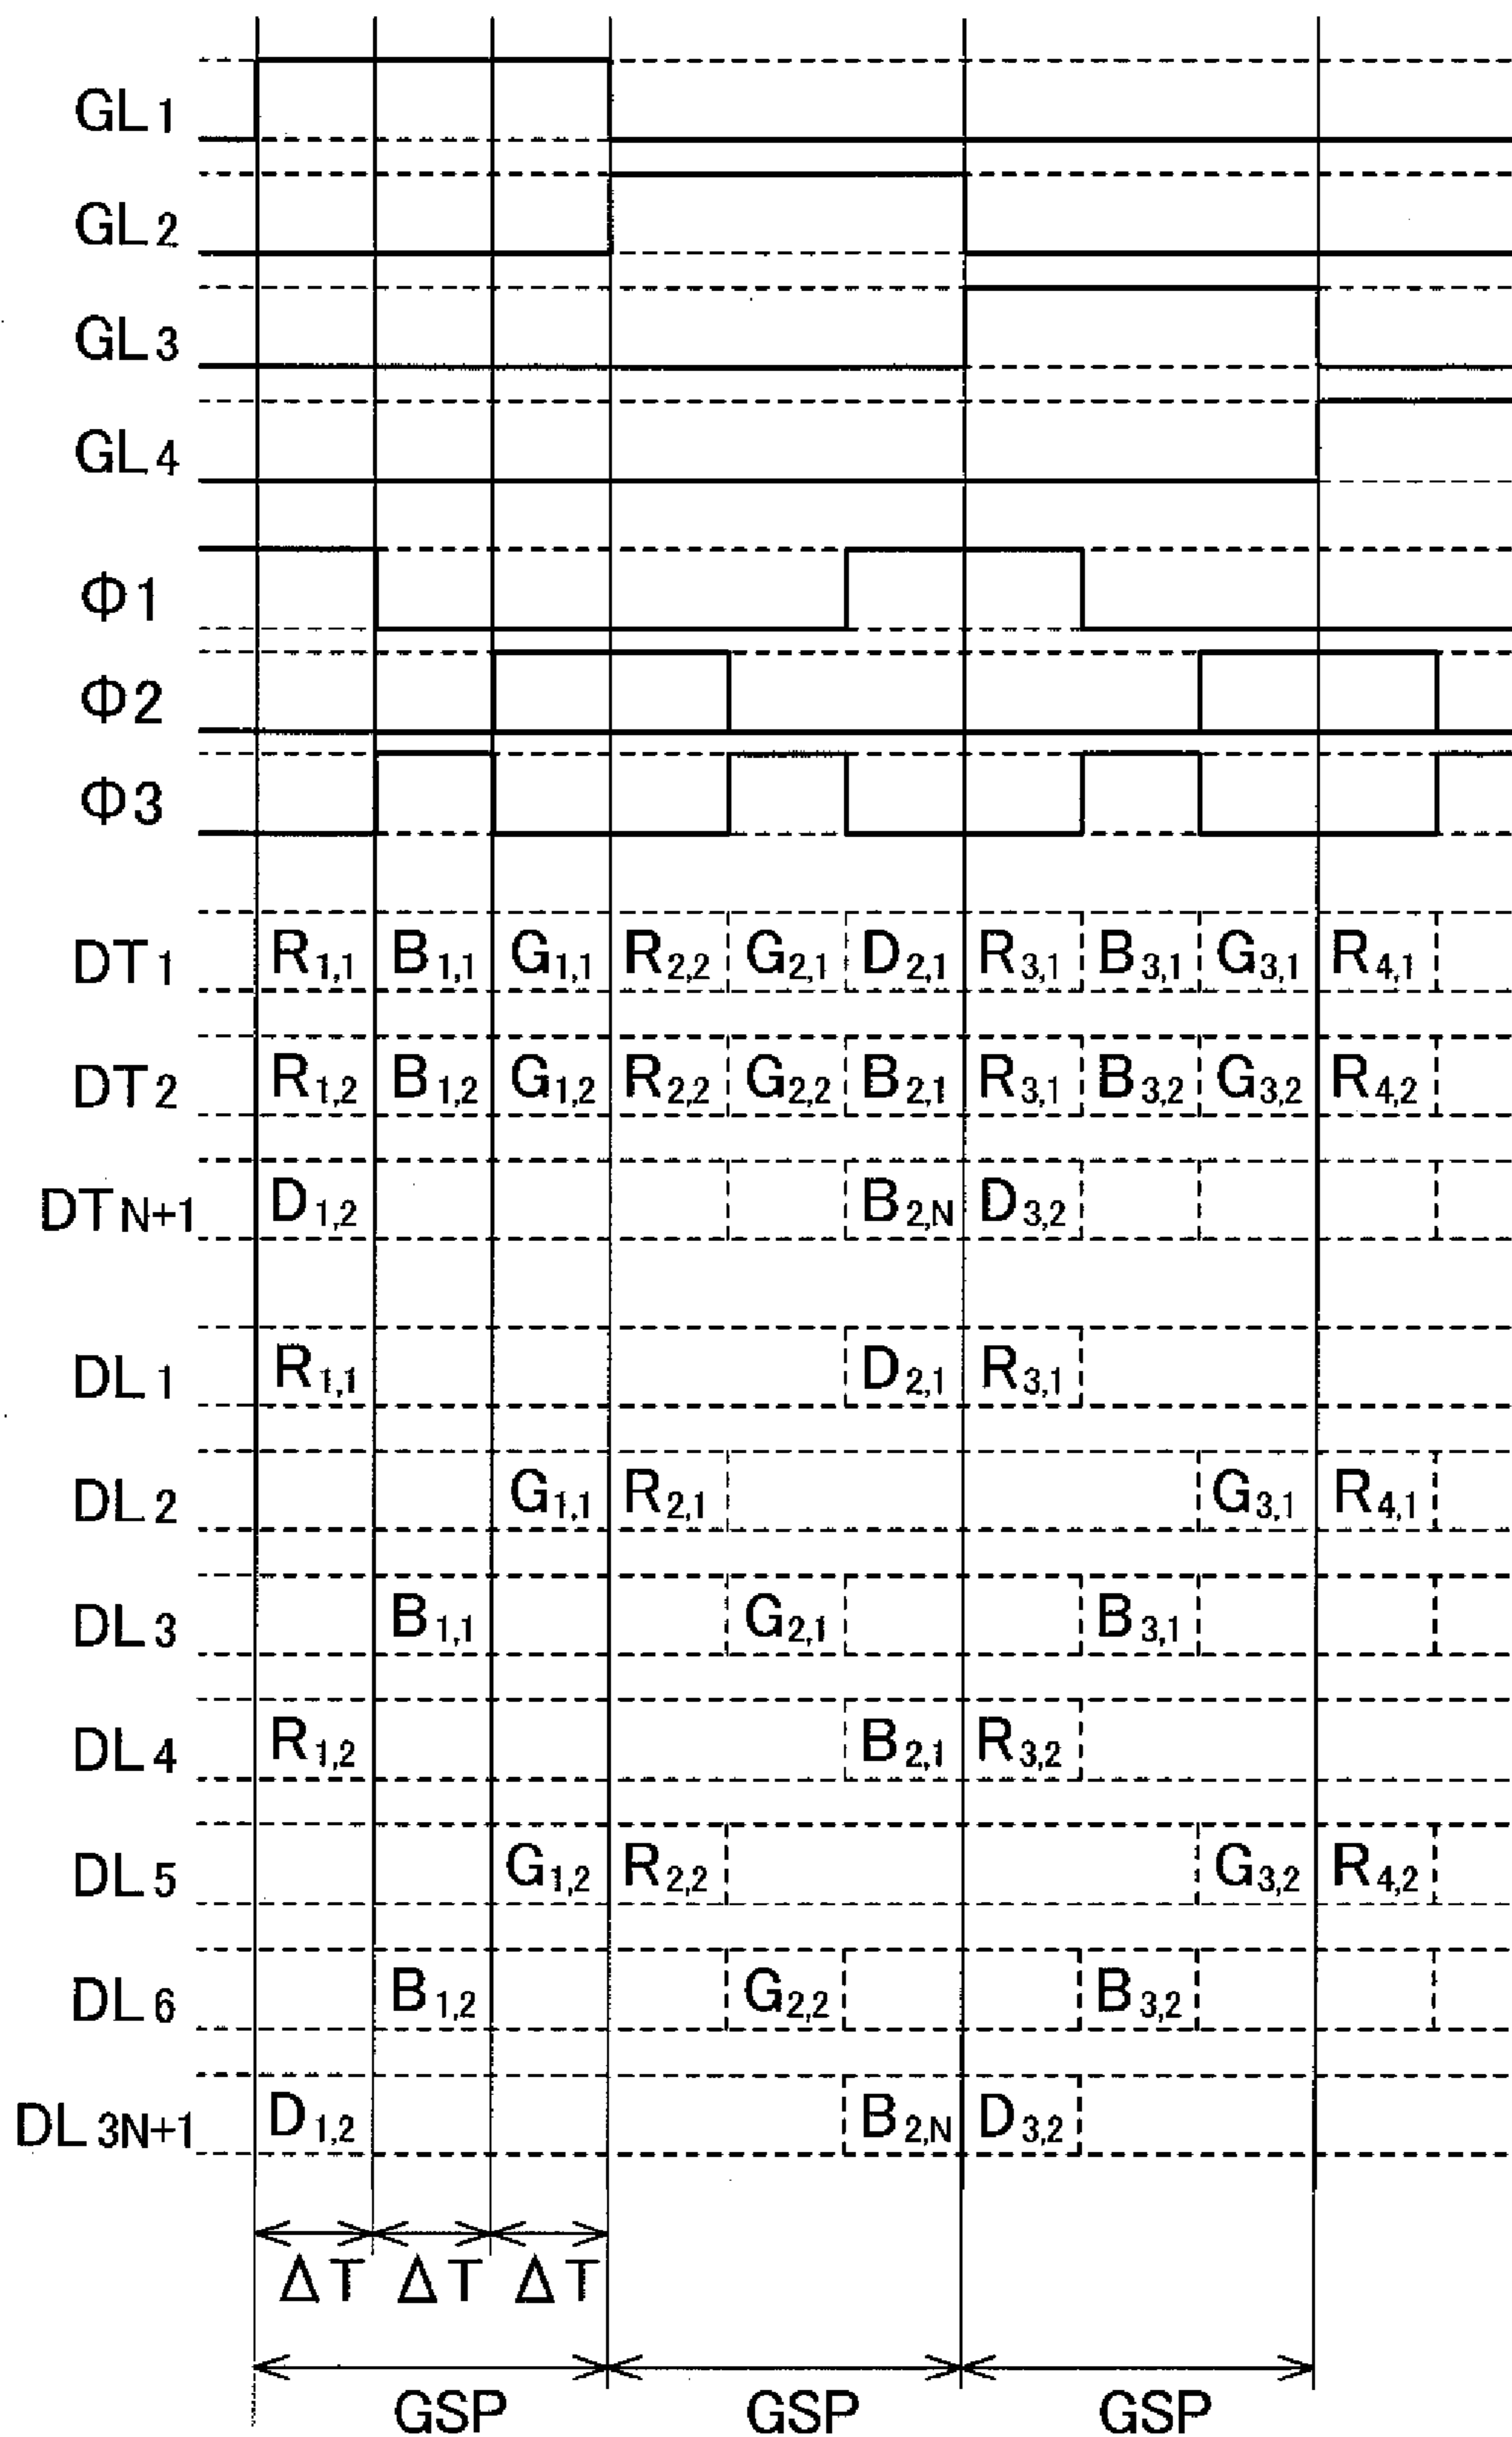 GL1
GL2
GL3
GL4
Φ1
Φ2
Φ3
DT1 R1,1 B1,1 G1,1 R2,2 G2,1 D2,1 R3,1 B3,1 G3,1 R4,1
DT2 R1,2 B1,2 G1,2 R2,2 G2,2 B2,1 R3,1 B3,2 G3,2 R4,2
DTN+1 D1,2 B2,N D3,2
DL1 R1,1 D2,1 R3,1
DL2 G1,1 R2,1 G3,1 R4,1
DL3 B1,1 G2,1 B3,1
DL4 R1,2 B2,1 R3,2
DL5 G1,2 R2,2 G3,2 R4,2
DL6 B1,2 G2,2 B3,2
DL3N+1 D1,2 B2,N D3,2
ΔT ΔT ΔT
GSP GSP GSP